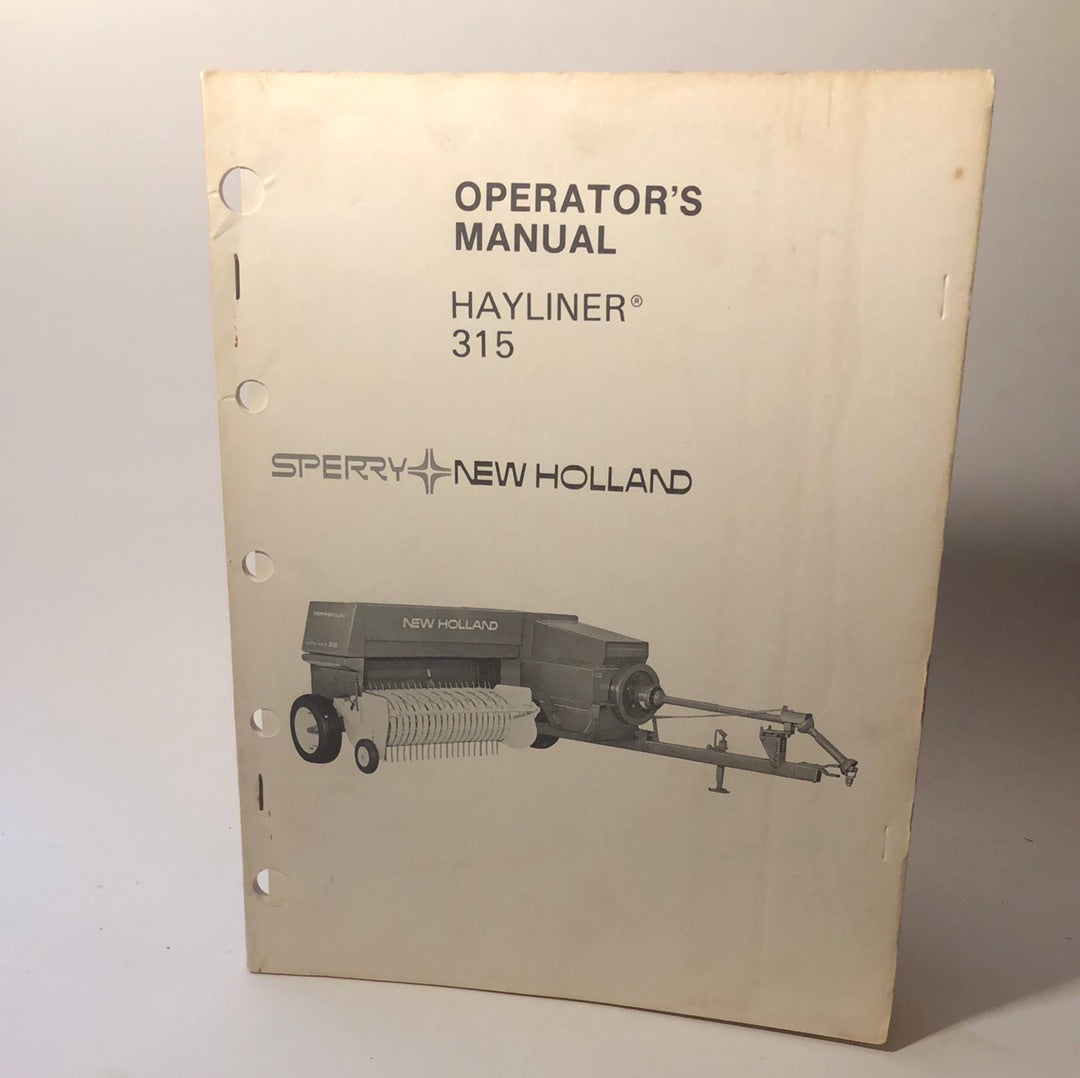 OPERATOR'S
MANUAL
HAYLINER®
315
SPERRY NEW HOLLAND
NEW HOLLAND